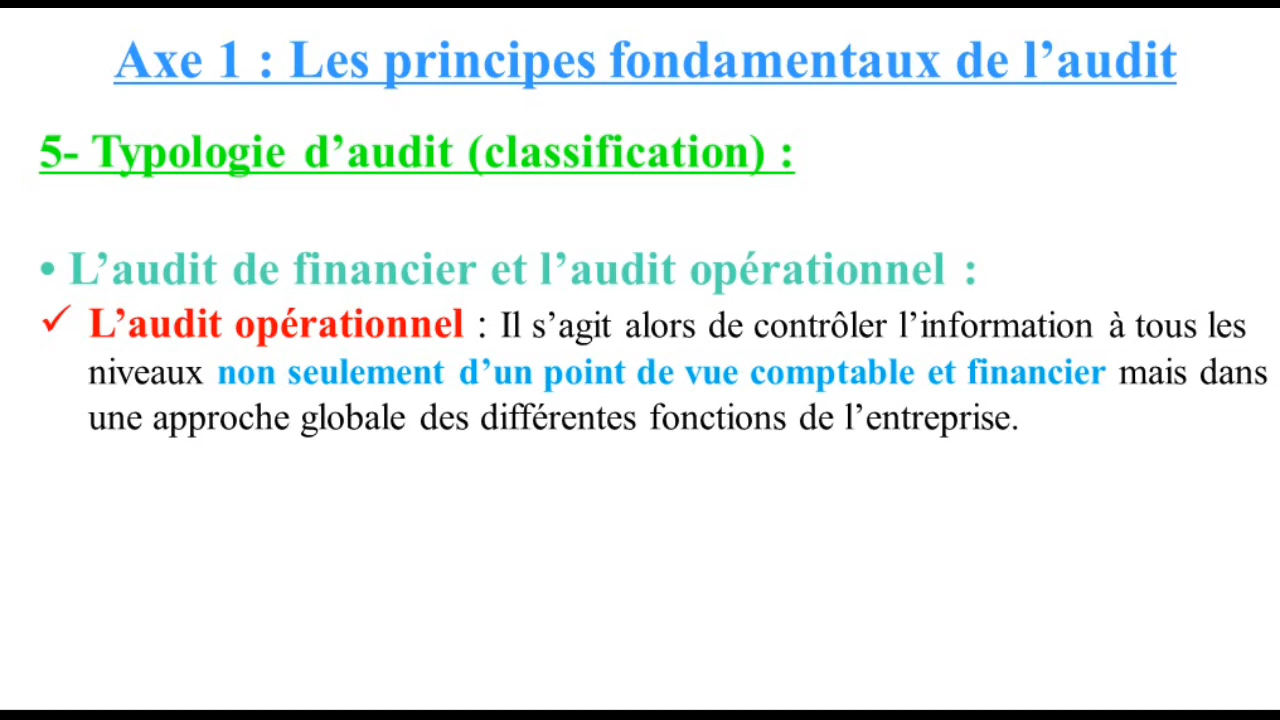 Axe 1 : Les principes fondamentaux de l’audit
5- Typologie d’audit (classification) :
• L’audit de financier et l’audit opérationnel :
✓ L’audit opérationnel : Il s’agit alors de contrôler l’information à tous les
niveaux non seulement d’un point de vue comptable et financier mais dans
une approche globale des différentes fonctions de l’entreprise.